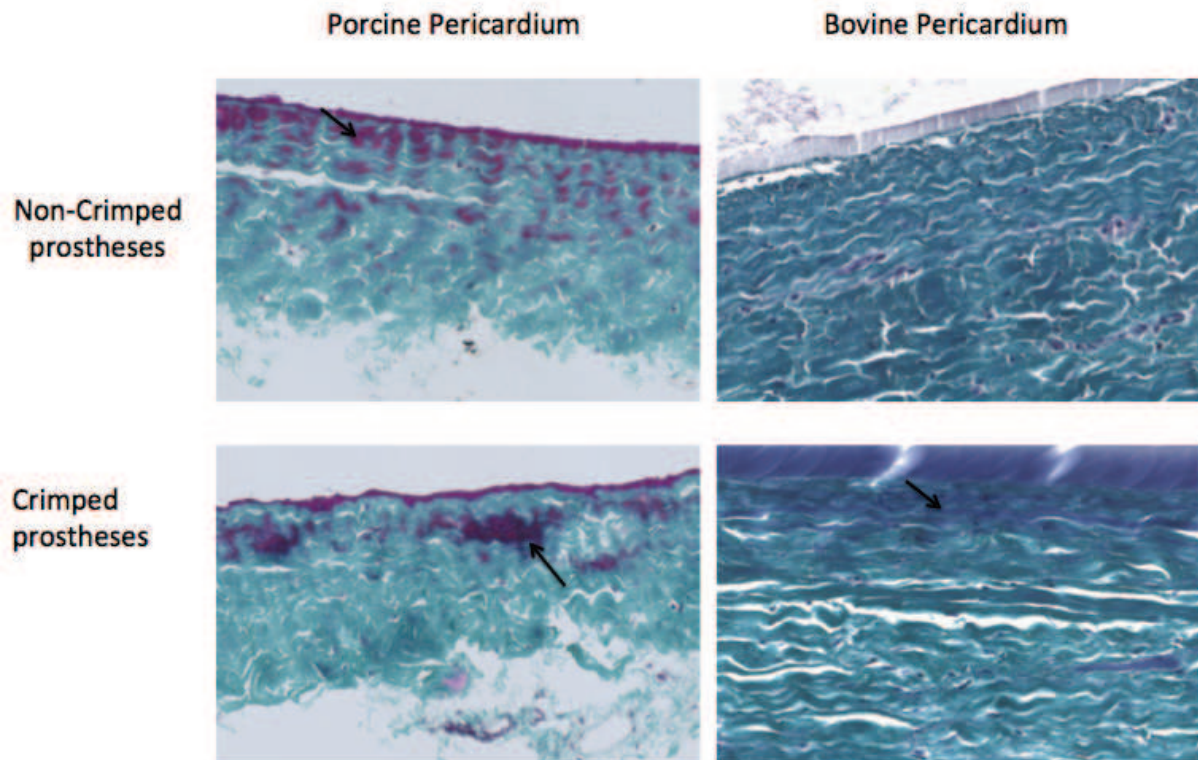 Porcine Pericardium
Bovine Pericardium
Non-Crimped
prostheses
Crimped
prostheses